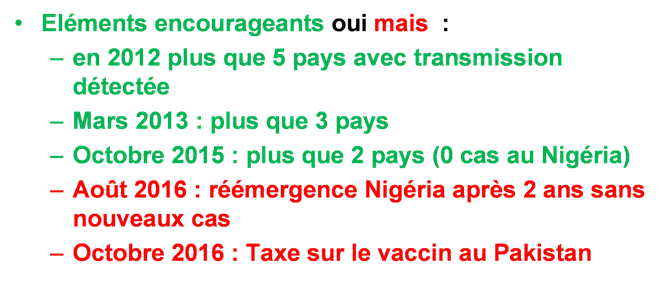 • Eléments encourageants oui mais :
– en 2012 plus que 5 pays avec transmission
détectée
– Mars 2013 : plus que 3 pays
– Octobre 2015 : plus que 2 pays (0 cas au Nigéria)
– Août 2016 : réémergence Nigéria après 2 ans sans
nouveaux cas
– Octobre 2016 : Taxe sur le vaccin au Pakistan